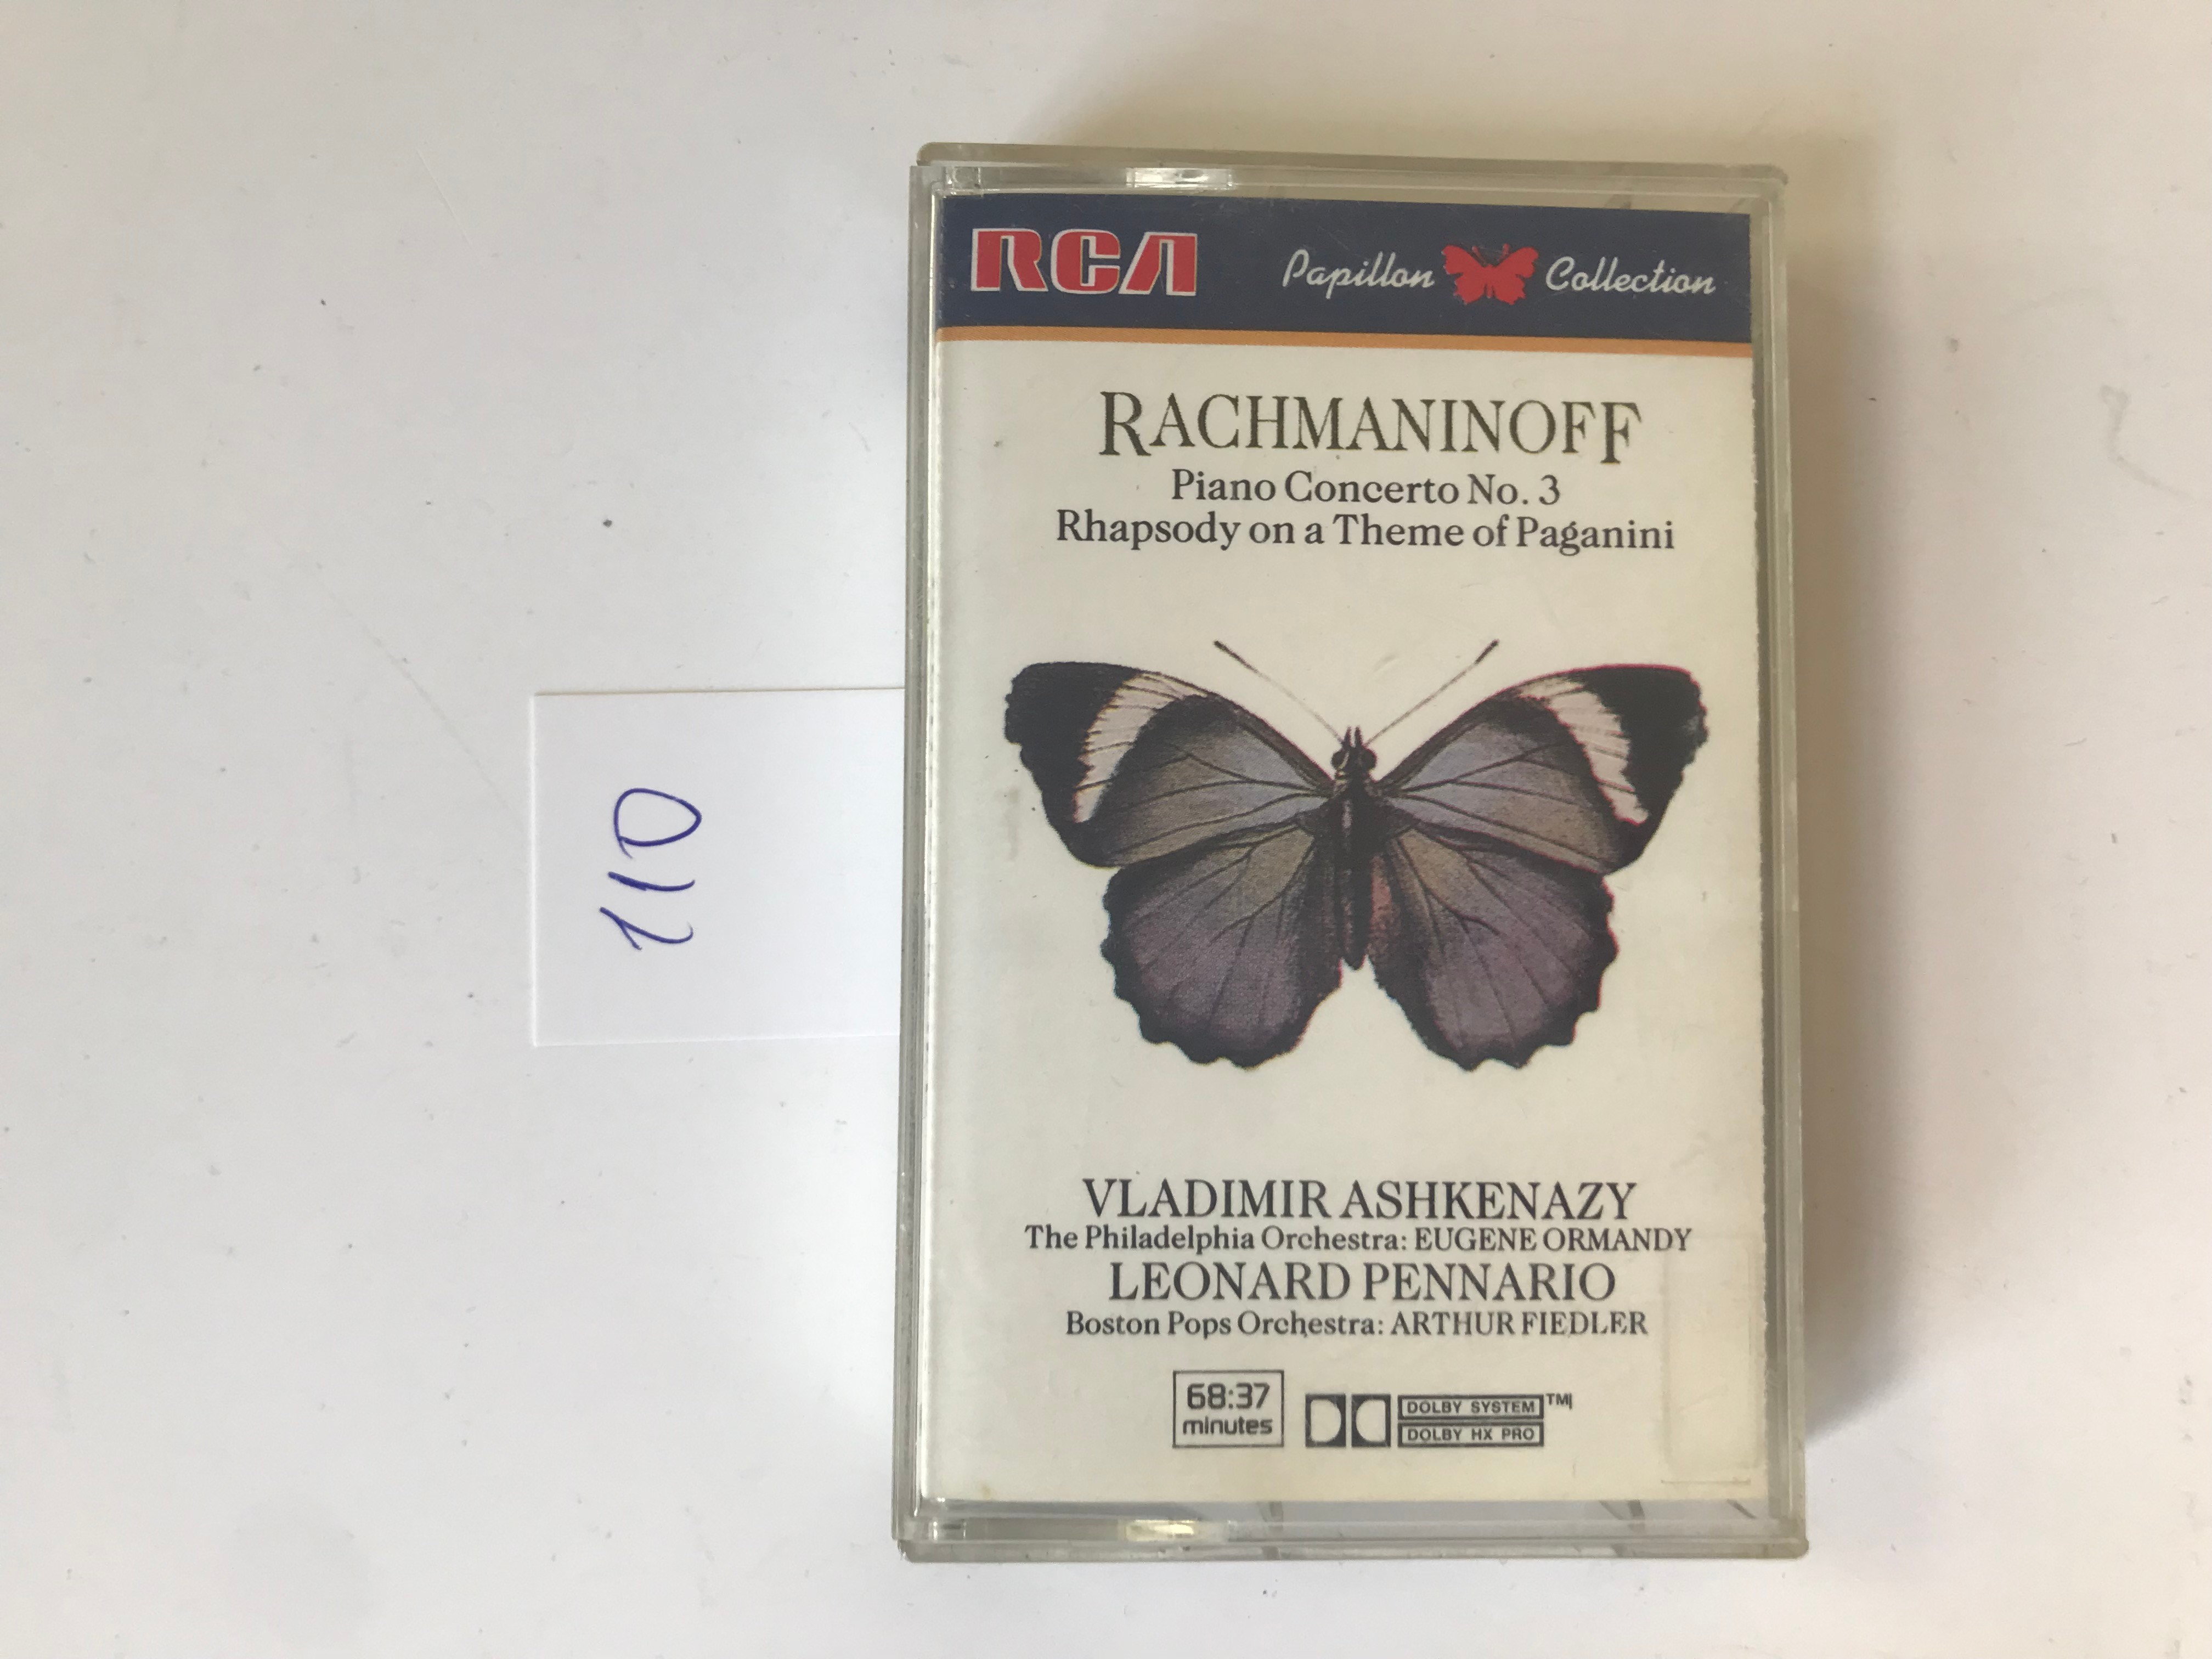 110
RCA Papillon Collection
RACHMANINOFF
Piano Concerto No. 3
Rhapsody on a Theme of Paganini
VLADIMIR ASHKENAZY
The Philadelphia Orchestra: EUGENE ORMANDY
LEONARD PENNARIO
Boston Pops Orchestra: ARTHUR FIEDLER
68:37
minutes
DOLBY SYSTEM TM
DOLBY HX PRO